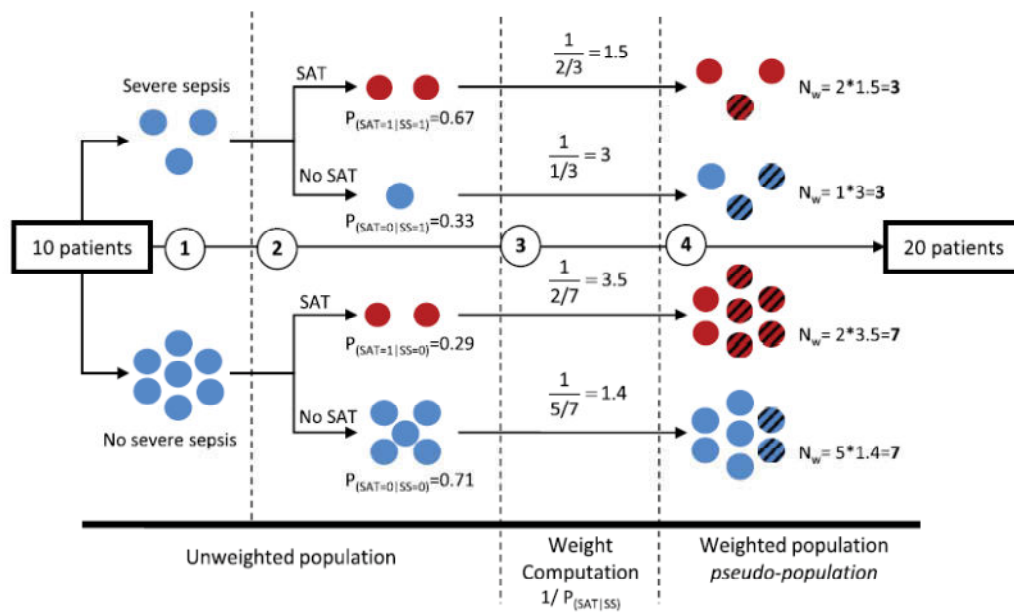 Severe sepsis
SAT
P(SAT=1|SS=1)=0.67
No SAT
P(SAT=0|SS=1)=0.33
1
2/3
= 1.5
1
1/3
= 3
Nw= 2*1.5=3
Nw= 1*3=3
10 patients
1
2
3
4
20 patients
SAT
P(SAT=1|SS=0)=0.29
No SAT
P(SAT=0|SS=0)=0.71
No severe sepsis
1
2/7
= 3.5
1
5/7
= 1.4
Nw= 2*3.5=7
Nw= 5*1.4=7
Unweighted population
Weight
Computation
1/ P(SAT|SS)
Weighted population
pseudo-population